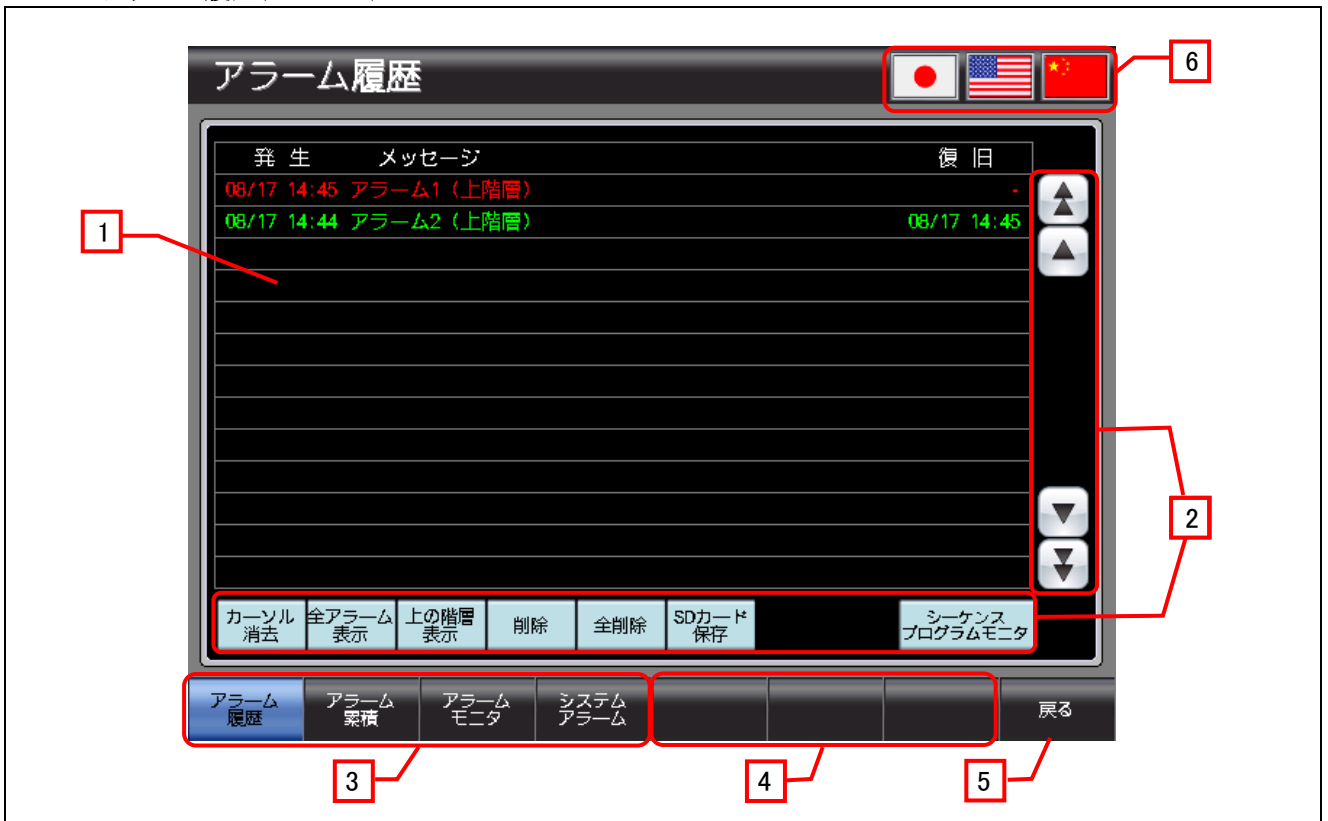 アラーム履歴
6
発 生 メッセージ 復 旧
08/17 14:45 アラーム1（上階層） -
08/17 14:44 アラーム2（上階層） 08/17 14:45
1
2
カーソル
消去
全アラーム
表示
上の階層
表示
削除
全削除
SDカード
保存
シーケンス
プログラムモニタ
アラーム
履歴
アラーム
累積
アラーム
モニタ
システム
アラーム
戻る
3
4
5